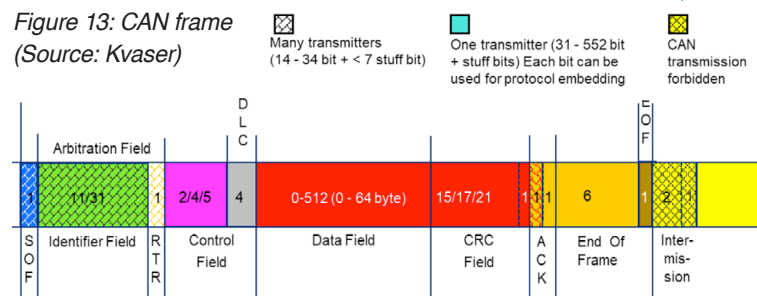 Figure 13: CAN frame
(Source: Kvaser)
Many transmitters
(14 - 34 bit + < 7 stuff bit)
One transmitter (31 - 552 bit
+ stuff bits) Each bit can be
used for protocol embedding
CAN
transmission
forbidden
D
L
C
E
O
F
Arbitration Field
1
11/31
1
2/4/5
4
0-512 (0 - 64 byte)
15/17/21
1
1
1
6
1
2
1
S
O
F
Identifier Field
R
T
R
Control
Field
Data Field
CRC
Field
A
C
K
End Of
Frame
Inter-
mis-
sion